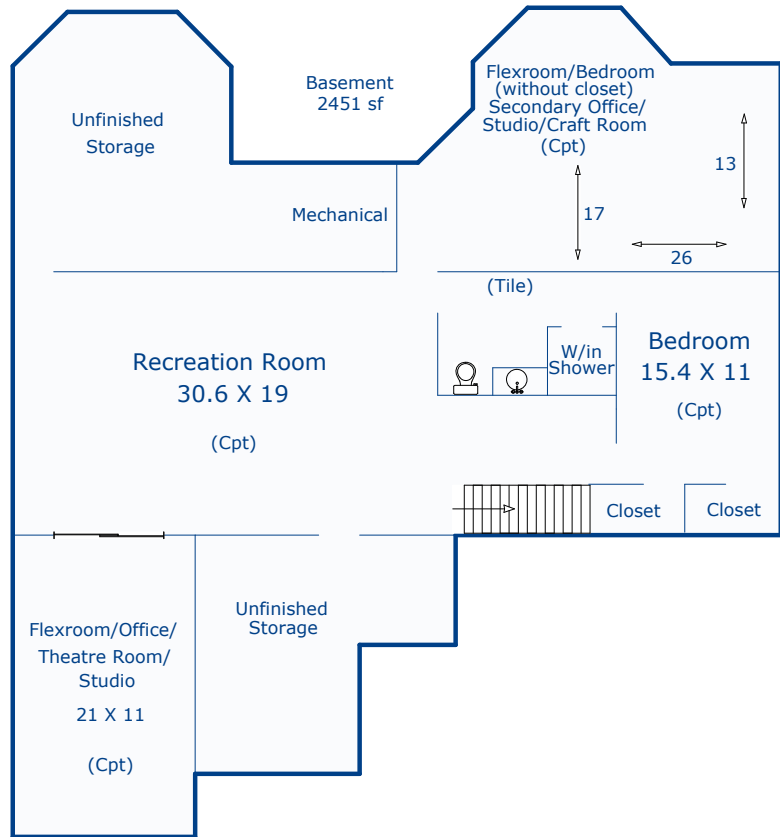 Basement
2451 sf
Unfinished
Storage
Flexroom/Bedroom
(without closet)
Secondary Office/
Studio/Craft Room
(Cpt)
13
17
26
Mechanical
(Tile)
Recreation Room
30.6 X 19
(Cpt)
W/in
Shower
Bedroom
15.4 X 11
(Cpt)
Closet
Closet
Unfinished
Storage
Flexroom/Office/
Theatre Room/
Studio
21 X 11
(Cpt)